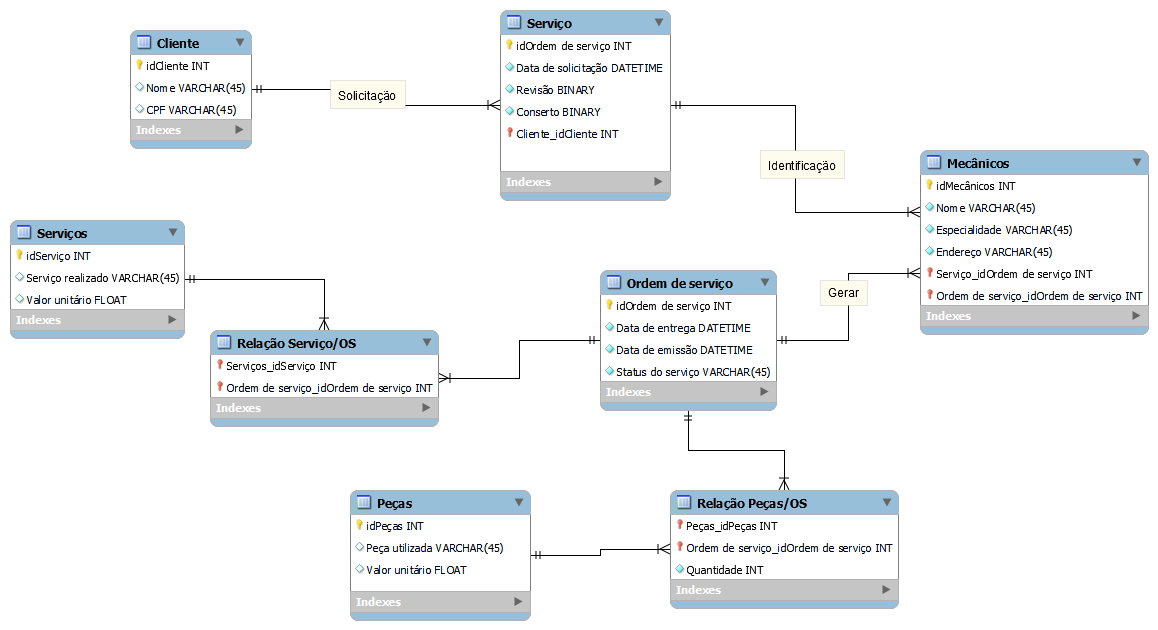 Cliente
idCliente INT
Nome VARCHAR(45)
CPF VARCHAR(45)
Indexes
Solicitação
Serviço
idOrdem de serviço INT
Data de solicitação DATETIME
Revisão BINARY
Conserto BINARY
Cliente_idCliente INT
Indexes
Identificação
Mecânicos
idMecânicos INT
Nome VARCHAR(45)
Especialidade VARCHAR(45)
Endereço VARCHAR(45)
Serviço_idOrdem de serviço INT
Ordem de serviço_idOrdem de serviço INT
Indexes
Serviços
idServiço INT
Serviço realizado VARCHAR(45)
Valor unitário FLOAT
Indexes
Relação Serviço/OS
Serviços_idServiço INT
Ordem de serviço_idOrdem de serviço INT
Indexes
Ordem de serviço
idOrdem de serviço INT
Data de entrega DATETIME
Data de emissão DATETIME
Status do serviço VARCHAR(45)
Indexes
Gerar
Peças
idPeças INT
Peça utilizada VARCHAR(45)
Valor unitário FLOAT
Indexes
Relação Peças/OS
Peças_idPeças INT
Ordem de serviço_idOrdem de serviço INT
Quantidade INT
Indexes